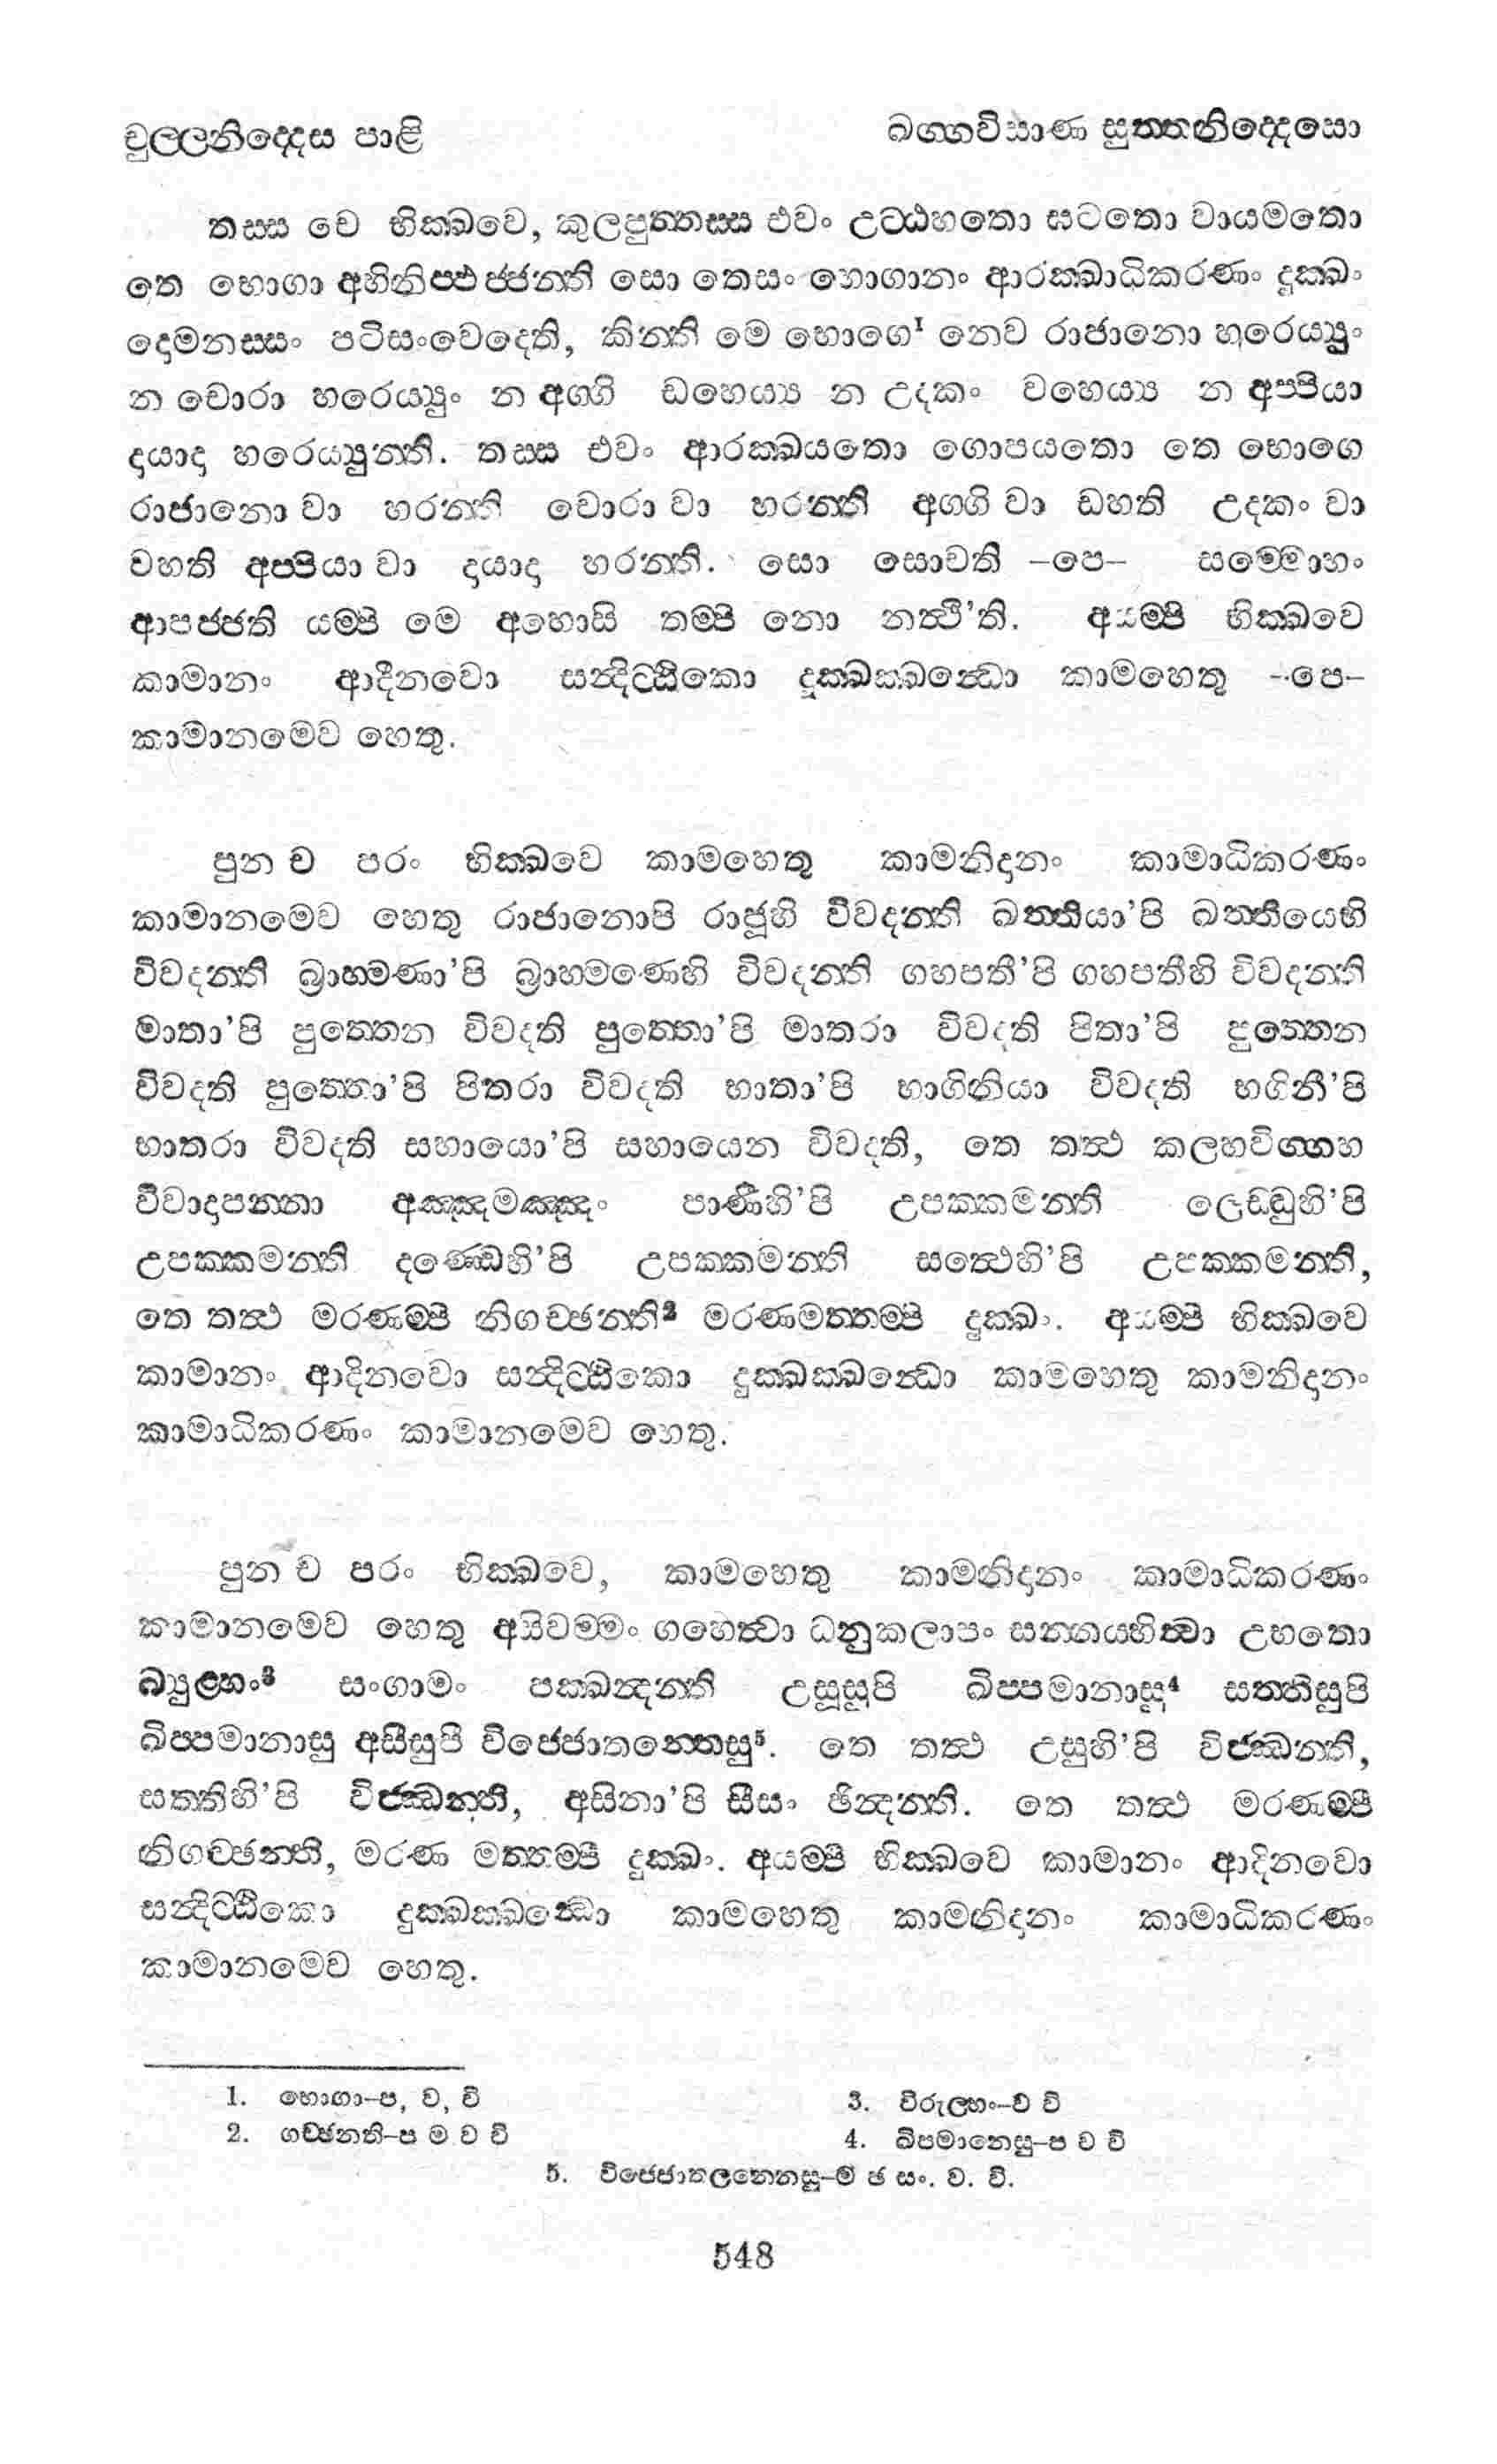 චුල්ලනිද්දෙස පාළි
ඛග්ගවිසාණ සුත්තනිද්දෙසො
තස්ස චෙ භික්ඛවෙ, කුලපුත්තස්ස එවං උට්ඨහතො ඝටතො වායමතො
තෙ භොගා අභිනිප්ඵජ්ජන්ති සො තෙසං භොගානං ආරක්ඛාධිකරණං දුක්ඛං
දොමනස්සං පටිසංවෙදෙති, කින්ති මෙ භොගෙ1 නෙව රාජානො හරෙය්‍යුං
න චොරා හරෙය්‍යුං න අග්ගි ඩහෙය්‍ය න උදකං වහෙය්‍ය න අප්පියා
දායාදා හරෙය්‍යුන්ති. තස්ස එවං ආරක්ඛයතො ගොපයතො තෙ භොගෙ
රාජානො වා හරන්ති චොරා වා හරන්ති අග්ගි වා ඩහති උදකං වා
වහති අප්පියා වා දායාදා හරන්ති. සො සොචති –පෙ– සම්මොහං
ආපජ්ජති යම්පි මෙ අහොසි තම්පි නො නත්ථි’ති. අයම්පි භික්ඛවෙ
කාමානං ආදීනවො සන්දිට්ඨිකො දුක්ඛක්ඛන්ධො කාමහෙතු –පෙ–
කාමානමෙව හෙතු.
පුන ච පරං භික්ඛවෙ කාමහෙතු කාමනිදානං කාමාධිකරණං
කාමානමෙව හෙතු රාජානොපි රාජූහි විවදන්ති ඛත්තියා’පි ඛත්තියෙභි
විවදන්ති බ්‍රාහ්මණා’පි බ්‍රාහ්මණෙහි විවදන්ති ගහපතී’පි ගහපතීහි විවදන්ති
මාතා’පි පුත්තෙන විවදති පුත්තො’පි මාතරා විවදති පිතා’පි පුත්තෙන
විවදති පුත්තො’පි පිතරා විවදති භාතා’පි භාගිනියා විවදති භගිනී’පි
භාතරා විවදති සහායො’පි සහායෙන විවදති, තෙ තත්ථ කලහවිග්ගහ
විවාදාපන්නා අඤ්ඤමඤ්ඤං පාණීහි’පි උපක්කමන්ති ලෙඩ්ඩුහි’පි
උපක්කමන්ති දණ්ඩෙහි’පි උපක්කමන්ති සත්ථෙහි’පි උපක්කමන්ති,
තෙ තත්ථ මරණම්පි නිගච්ඡන්ති2 මරණමත්තම්පි දුක්ඛං. අයම්පි භික්ඛවෙ
කාමානං ආදිනවො සන්දිට්ඨිකො දුක්ඛක්ඛන්ධො කාමහෙතු කාමනිදානං
කාමාධිකරණං කාමානමෙව හෙතු.
පුන ච පරං භික්ඛවෙ, කාමහෙතු කාමනිදානං කාමාධිකරණං
කාමානමෙව හෙතු අසිචම්මං ගහෙත්වා ධනුකලාපං සන්නය්හිත්වා උභතො
බ්‍යුළ්හං3 සංගාමං පක්ඛන්දන්ති උසූසුපි ඛිප්පමානාසු4 සත්තිසුපි
ඛිප්පමානාසු අසීසුපි විජ්ජොතන්තෙසු5. තෙ තත්ථ උසුහි’පි විජ්ඣන්ති,
සත්තිහි’පි විජ්ඣන්ති, අසිනා’පි සීසං ඡින්දන්ති. තෙ තත්ථ මරණම්පි
නිගච්ඡන්ති, මරණ මත්තම්පි දුක්ඛං. අයම්පි භික්ඛවෙ කාමානං ආදිනවො
සන්දිට්ඨිකො දුක්ඛක්ඛන්ධො කාමහෙතු කාමනිදානං කාමාධිකරණං
කාමානමෙව හෙතු.
1. භොගා–ප, ව, වි
3. විරුල්හං–ව වි
2. ගච්ඡන්ති–ප ම ව වි
4. ඛිපමානෙසු–ප ව වි
5. විජ්ජොතලන්තෙසු–ම ඡ සං. ව. වි.
548